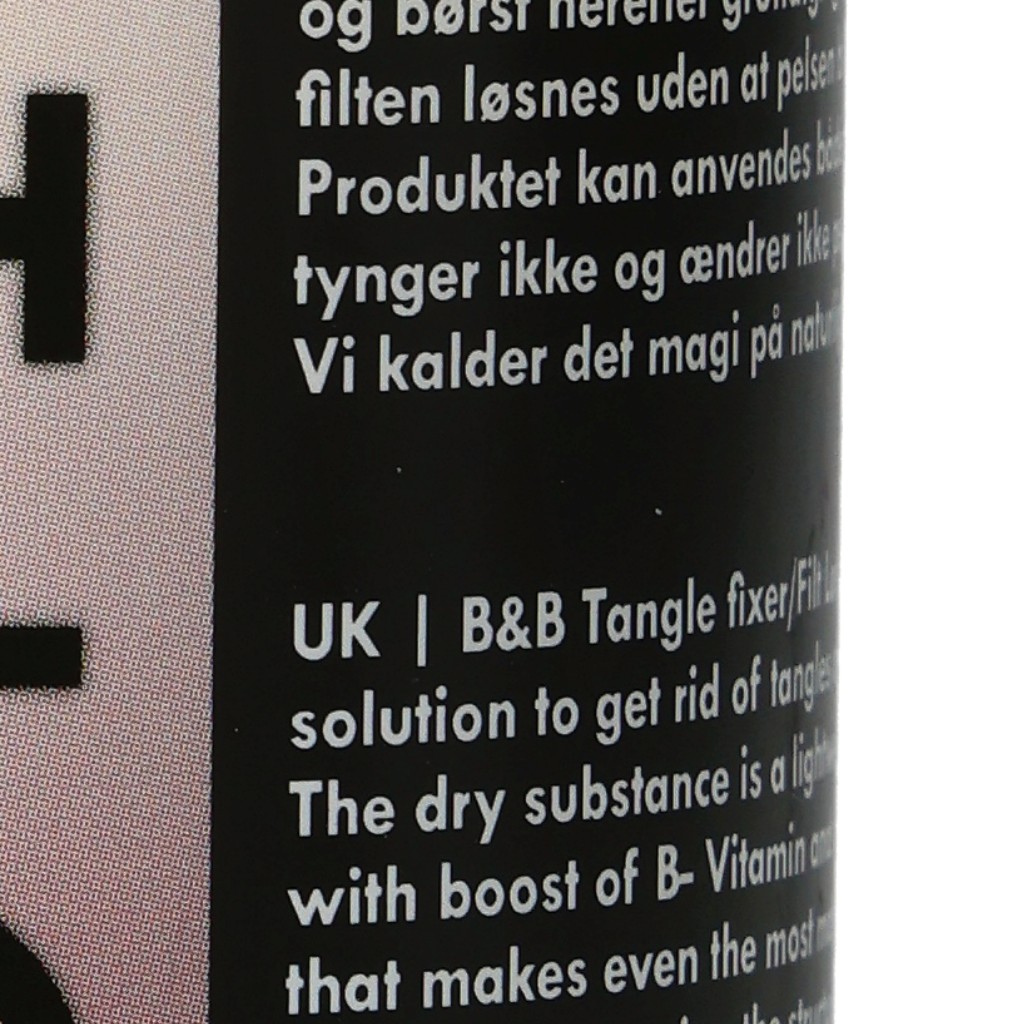 og børst herefter
filten løsnes uden at pelsen
Produktet kan anvendes
tynger ikke og ændrer ikke
Vi kalder det magi på
UK | B&B Tangle fixer/Filt
solution to get rid of tangles
The dry substance is a
with boost of B- Vitamin
that makes even the most
the
H